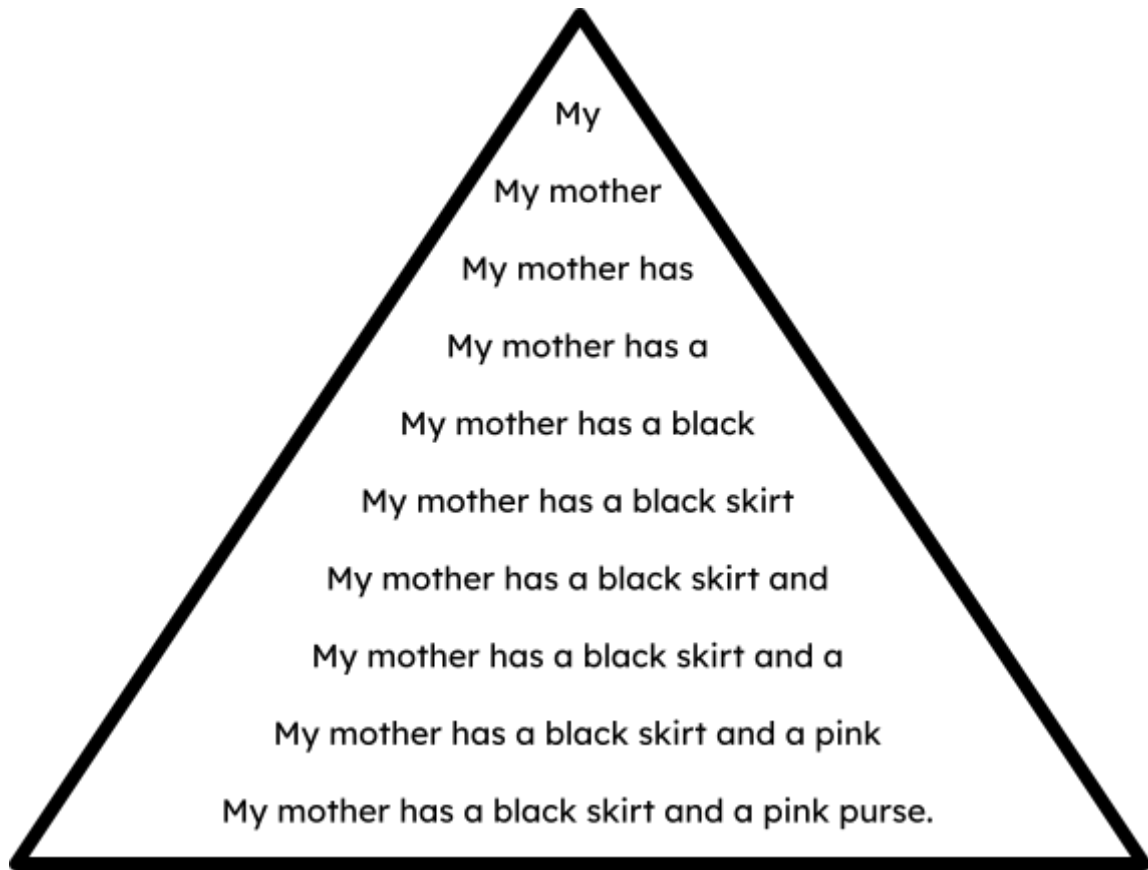 My
My mother
My mother has
My mother has a
My mother has a black
My mother has a black skirt
My mother has a black skirt and
My mother has a black skirt and a
My mother has a black skirt and a pink
My mother has a black skirt and a pink purse.